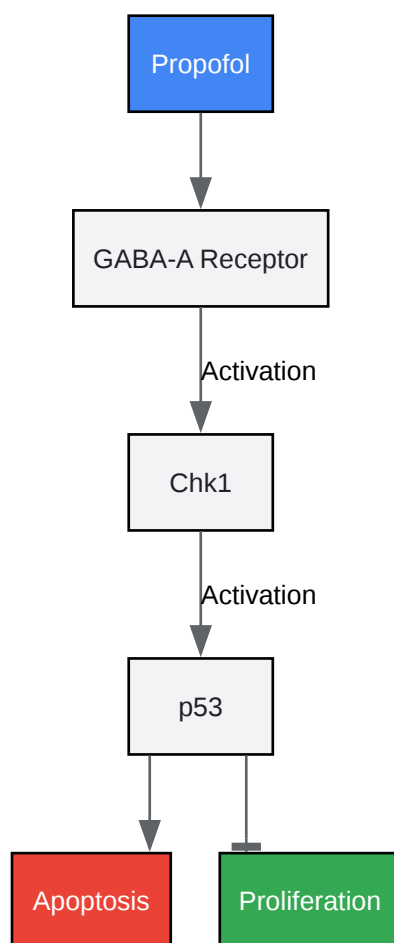 Propofol
GABA-A Receptor
Activation
Chk1
Activation
p53
Apoptosis
Proliferation